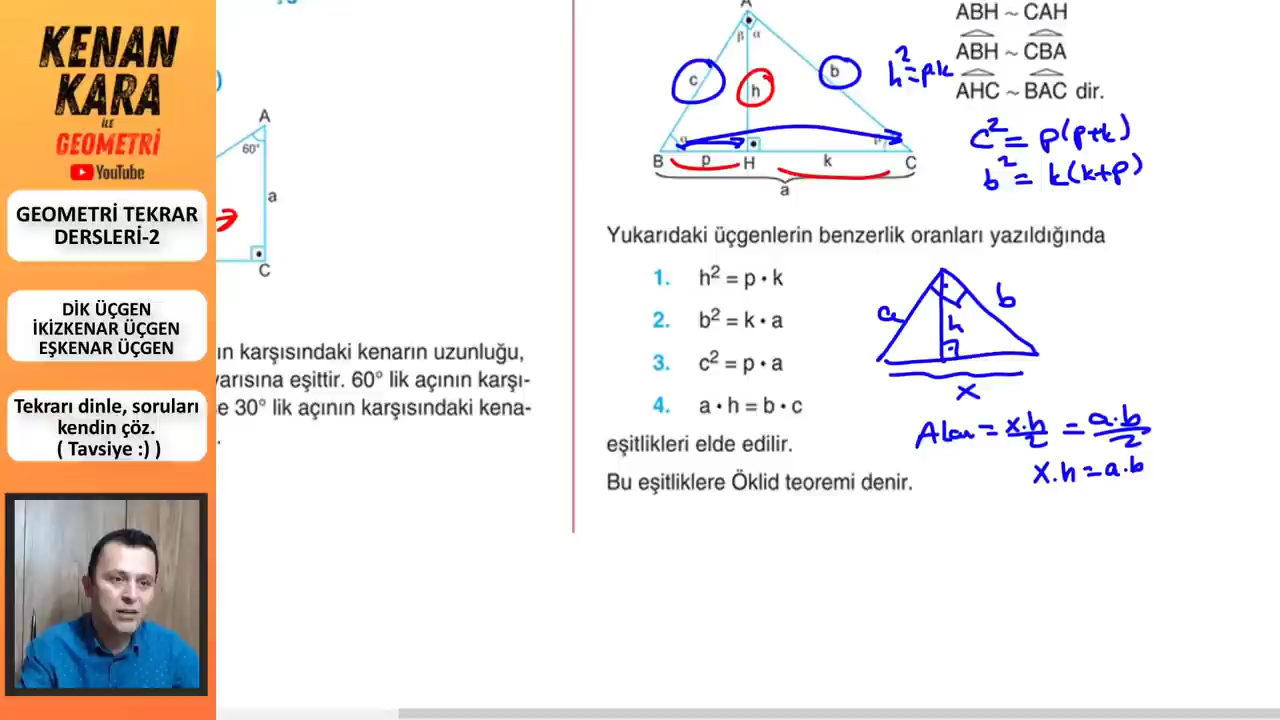 KENAN
KARA
İLE
GEOMETRİ
YouTube
GEOMETRİ TEKRAR
DERSLERİ-2
DİK ÜÇGEN
İKİZKENAR ÜÇGEN
EŞKENAR ÜÇGEN
Tekrarı dinle, soruları
kendin çöz.
( Tavsiye :) )
A
60°
a
C
ın karşısındaki kenarın uzunluğu,
yarısına eşittir. 60° lik açının karşı-
e 30° lik açının karşısındaki kena-
A
β α
c
h
b
α
B p H k C
a
h² = pk
ABH ~ CAH
ABH ~ CBA
AHC ~ BAC dir.
c² = p(p+k)
b² = k(k+p)
Yukarıdaki üçgenlerin benzerlik oranları yazıldığında
1. h² = p • k
2. b² = k • a
3. c² = p • a
4. a • h = b • c
eşitlikleri elde edilir.
Bu eşitliklere Öklid teoremi denir.
a
b
h
x
Alan = x.h/2 = a.b/2
x.h = a.b